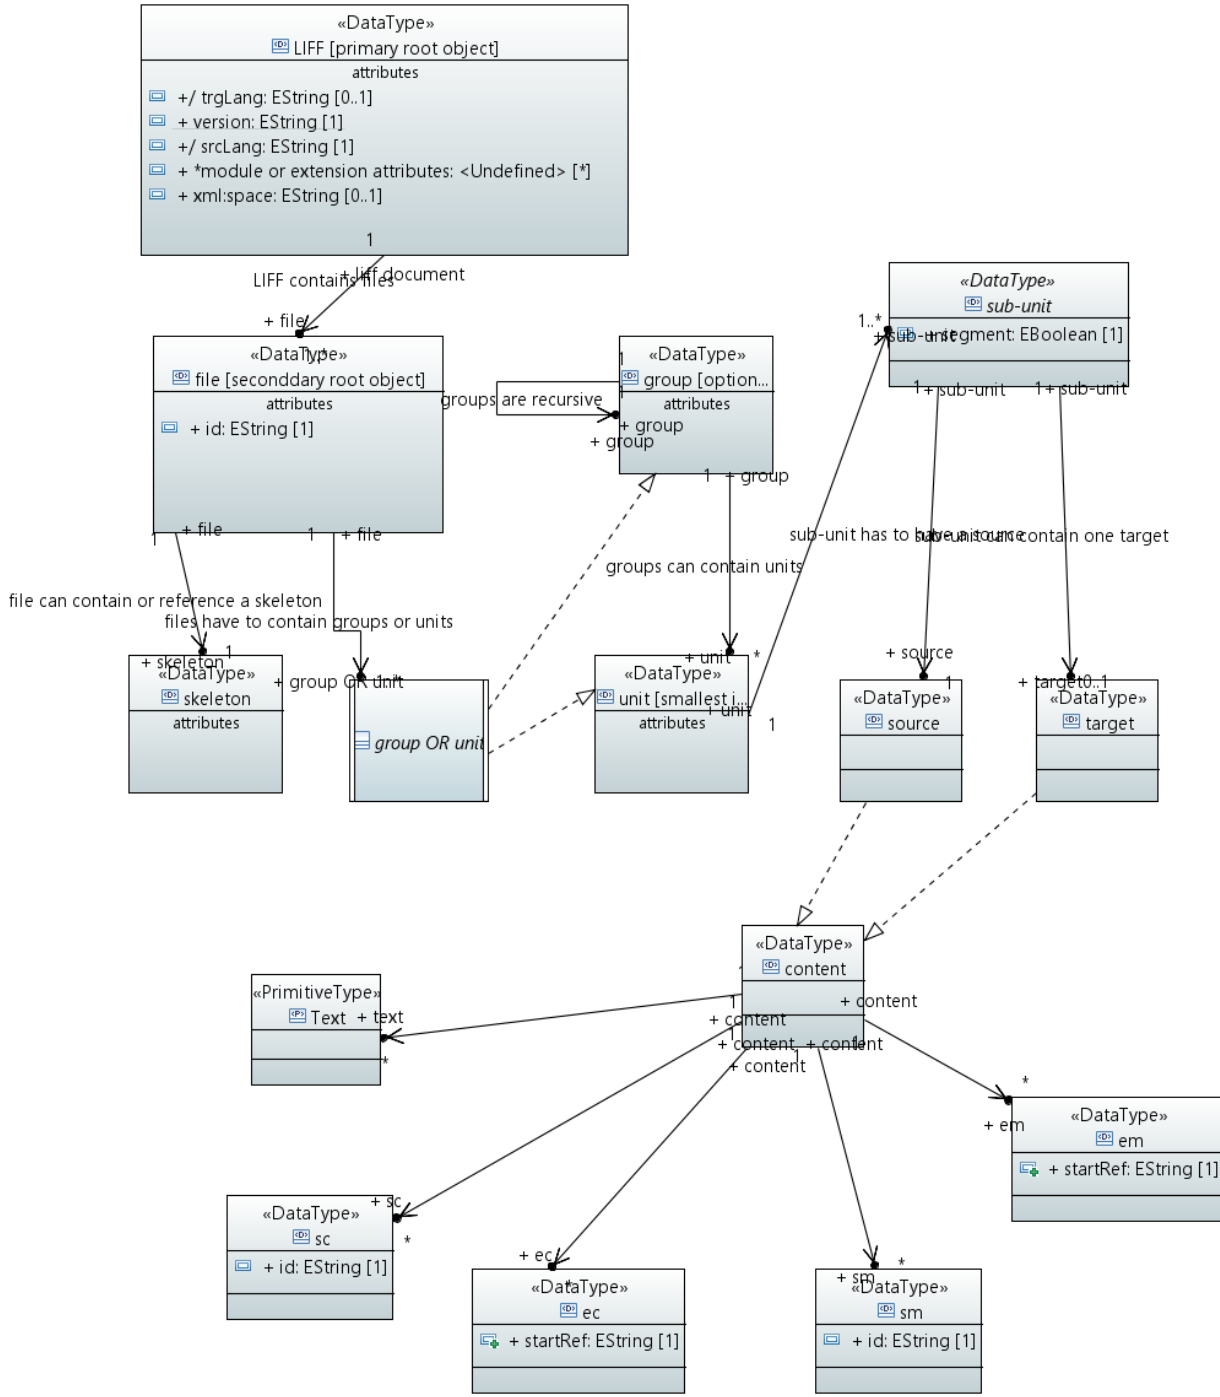 «DataType»
LIFF [primary root object]
attributes
+/ trgLang: EString [0..1]
+ version: EString [1]
+/ srcLang: EString [1]
+ *module or extension attributes: <Undefined> [*]
+ xml:space: EString [0..1]
1
+ liff document
LIFF contains files
+ file
«DataType»
file [seconddary root object]
attributes
+ id: EString [1]
«DataType»
group [option...
attributes
1
1
groups are recursive
+ group
+ group
«DataType»
sub-unit
+ segment: EBoolean [1]
1..*
+ sub-unit
1 + sub-unit
1 + sub-unit
1 + group
1
+ file
1
+ file
sub-unit has to have a source
sub-unit can contain one target
groups can contain units
file can contain or reference a skeleton
files have to contain groups or units
+ skeleton
1
«DataType»
skeleton
attributes
+ group OR unit
group OR unit
+ unit
*
«DataType»
unit [smallest i...
attributes
+ unit
1
+ source
1
«DataType»
source
+ target
0..1
«DataType»
target
«DataType»
content
«PrimitiveType»
Text
+ text
*
1
+ content
+ content
1
+ content
+ content
1
+ content
1
*
+ em
«DataType»
em
+ startRef: EString [1]
+ sc
*
«DataType»
sc
+ id: EString [1]
+ ec
*
«DataType»
ec
+ startRef: EString [1]
+ sm
*
«DataType»
sm
+ id: EString [1]